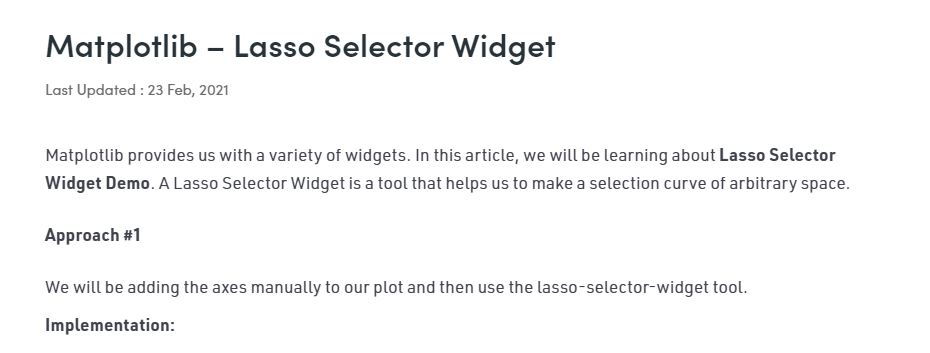 Matplotlib – Lasso Selector Widget
Last Updated : 23 Feb, 2021
Matplotlib provides us with a variety of widgets. In this article, we will be learning about Lasso Selector
Widget Demo. A Lasso Selector Widget is a tool that helps us to make a selection curve of arbitrary space.
Approach #1
We will be adding the axes manually to our plot and then use the lasso-selector-widget tool.
Implementation: